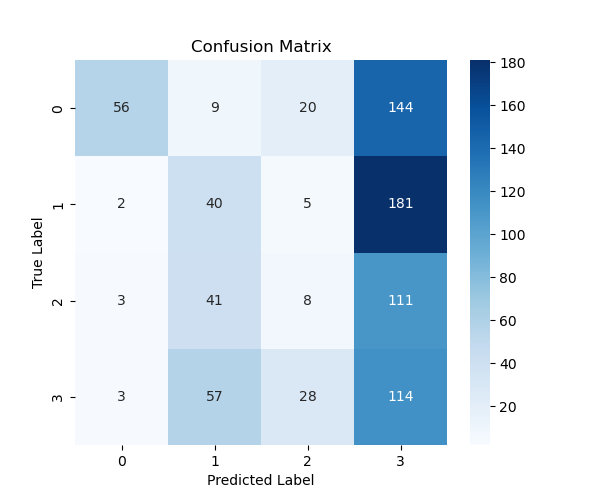 Confusion Matrix
True Label
0 56 9 20 144
1 2 40 5 181
2 3 41 8 111
3 3 57 28 114
0 1 2 3
Predicted Label
180
160
140
120
100
80
60
40
20